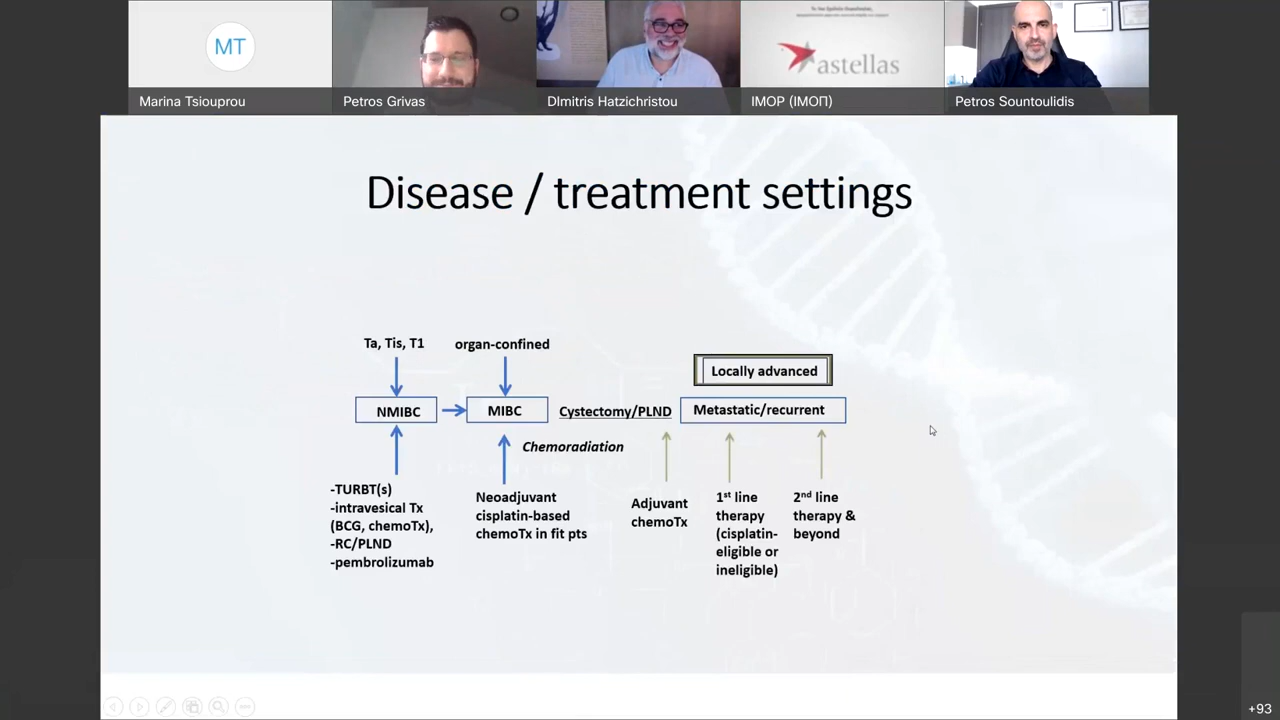 MT
astellas
Marina Tsiouprou
Petros Grivas
DImitris Hatzichristou
IMOP (ΙΜΟΠ)
Petros Sountoulidis
Disease / treatment settings
Ta, Tis, T1
organ-confined
Locally advanced
NMIBC
MIBC
Cystectomy/PLND
Metastatic/recurrent
Chemoradiation
-TURBT(s)
-intravesical Tx
(BCG, chemoTx),
-RC/PLND
-pembrolizumab
Neoadjuvant
cisplatin-based
chemoTx in fit pts
Adjuvant
chemoTx
1st line
therapy
(cisplatin-
eligible or
ineligible)
2nd line
therapy &
beyond
+93